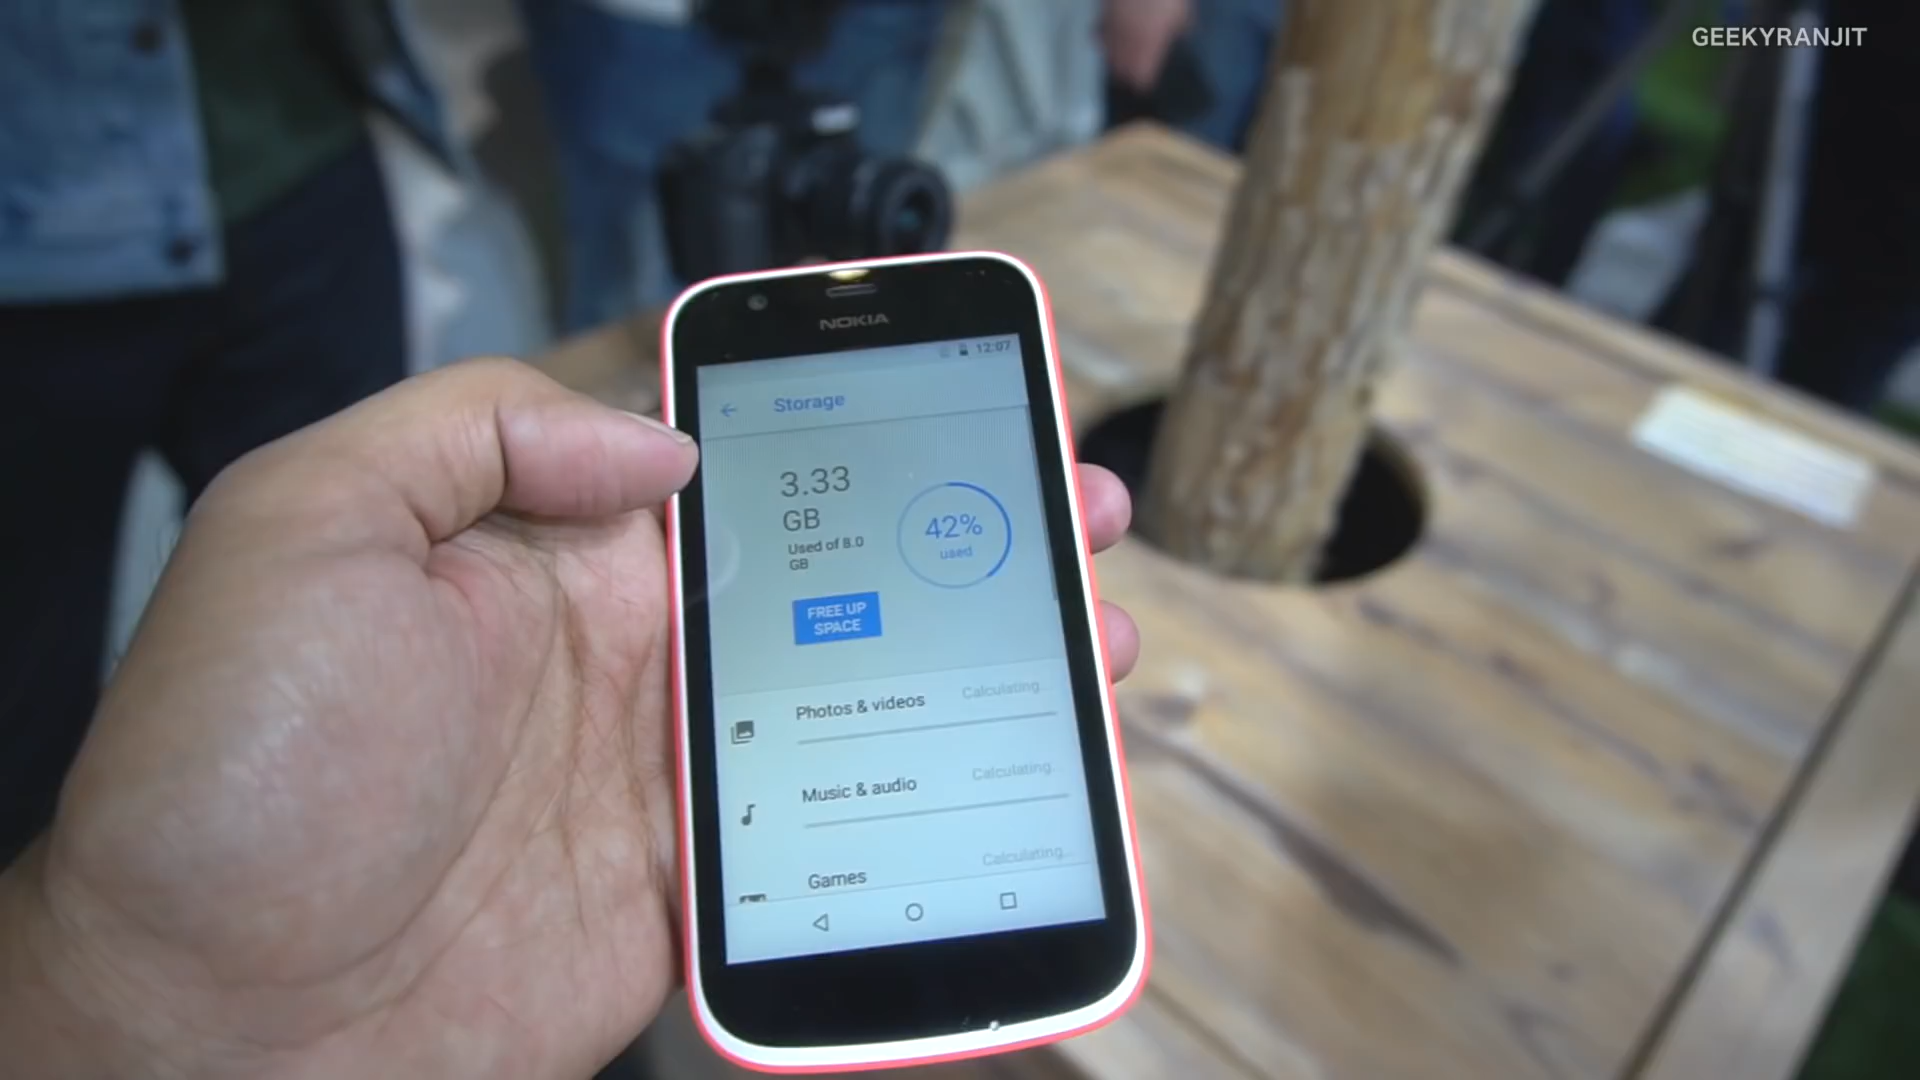 GEEKYRANJIT
NOKIA
12:07
Storage
3.33
GB
Used of 8.0
GB
42%
used
FREE UP
SPACE
Photos & videos
Calculating...
Music & audio
Calculating...
Games
Calculating...